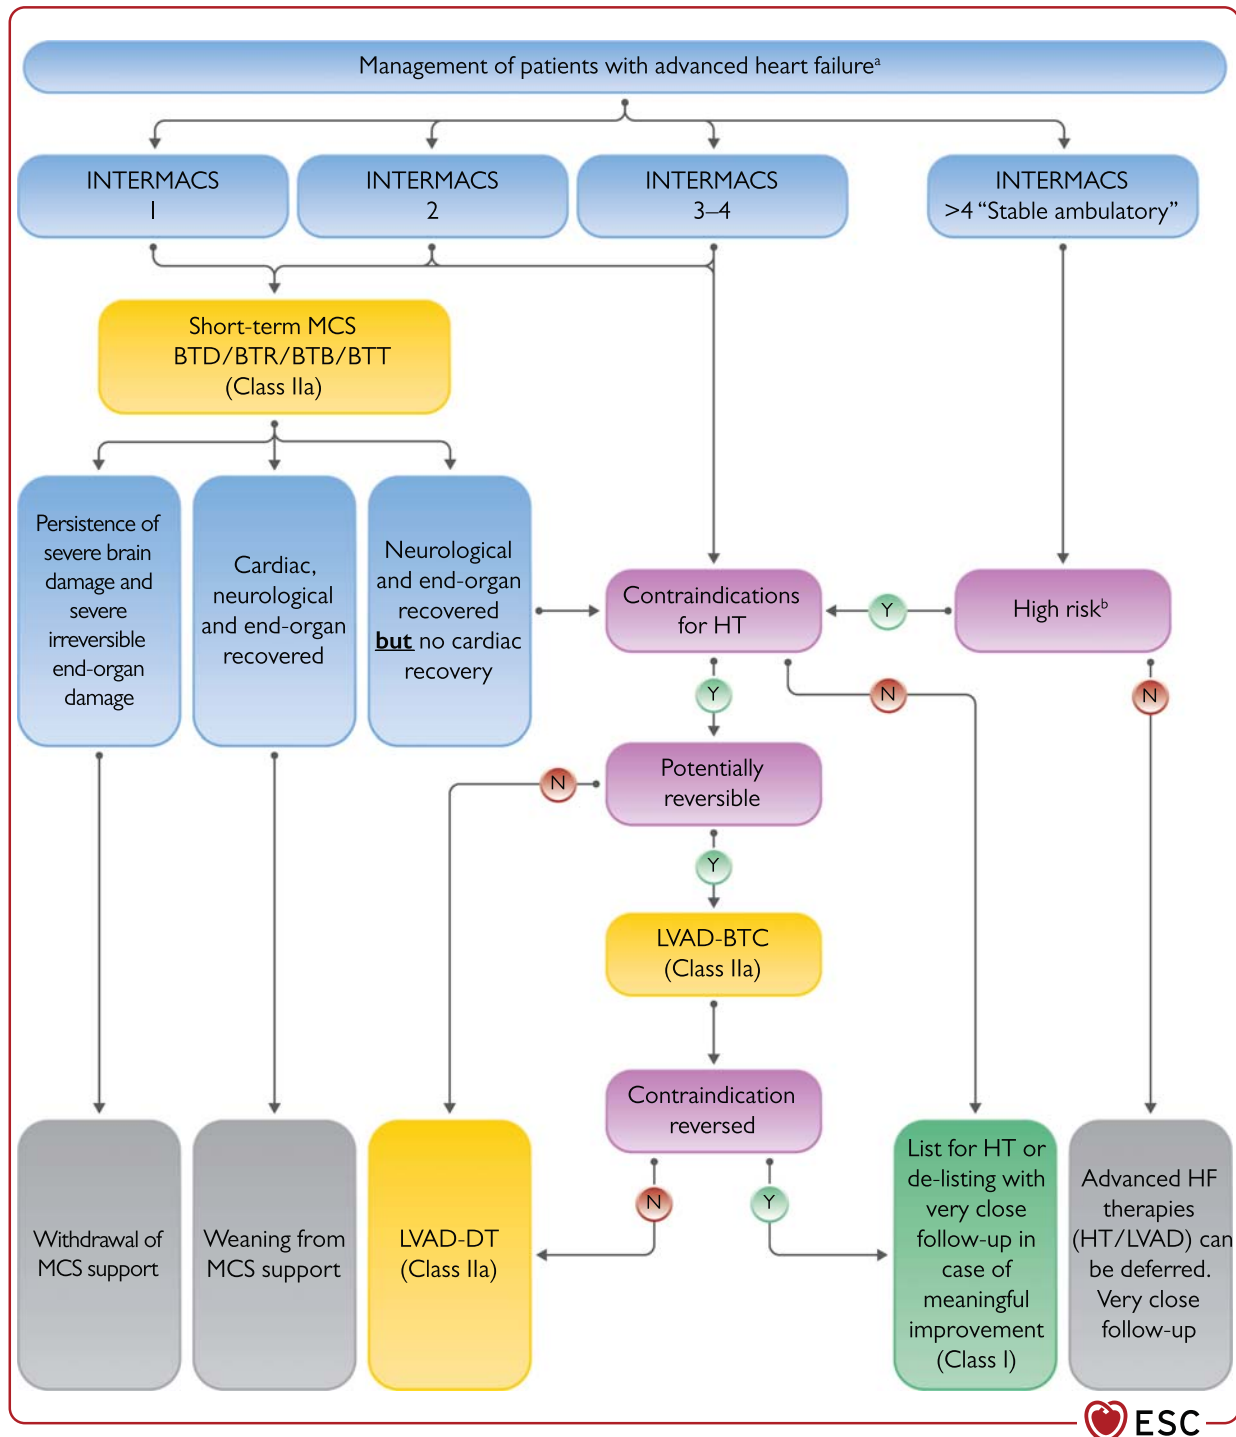 Management of patients with advanced heart failureᵃ
INTERMACS
1
INTERMACS
2
INTERMACS
3–4
INTERMACS
>4 “Stable ambulatory”
Short-term MCS
BTD/BTR/BTB/BTT
(Class IIa)
Persistence of
severe brain
damage and
severe
irreversible
end-organ
damage
Cardiac,
neurological
and end-organ
recovered
Neurological
and end-organ
recovered
but no cardiac
recovery
Contraindications
for HT
Y
High riskᵇ
Y
N
N
Potentially
reversible
N
Y
LVAD-BTC
(Class IIa)
Contraindication
reversed
N
Y
Withdrawal of
MCS support
Weaning from
MCS support
LVAD-DT
(Class IIa)
List for HT or
de-listing with
very close
follow-up in
case of
meaningful
improvement
(Class I)
Advanced HF
therapies
(HT/LVAD) can
be deferred.
Very close
follow-up
ESC